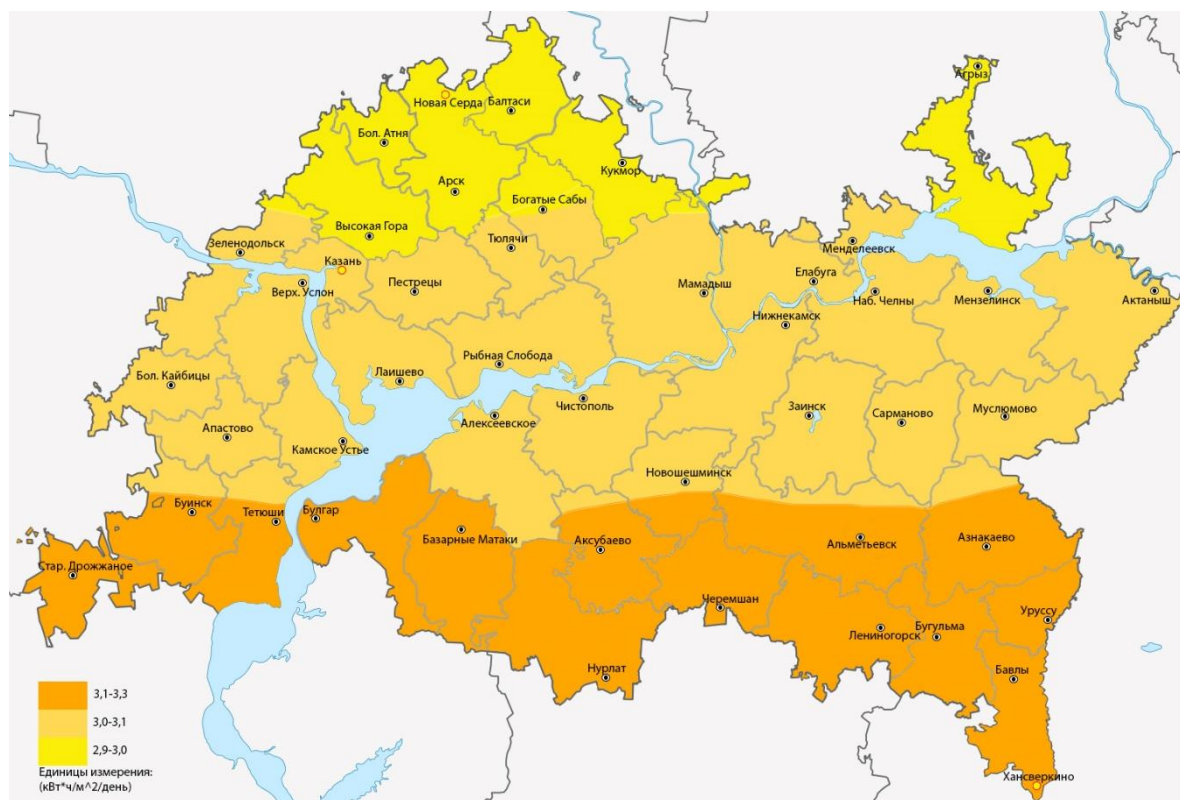 Агрыз
Новая Серда
Балтаси
Бол. Атня
Кукмор
Арск
Богатые Сабы
Высокая Гора
Тюлячи
Зеленодольск
Менделеевск
Казань
Верх. Услон
Пестрецы
Мамадыш
Елабуга
Наб. Челны
Мензелинск
Актаныш
Нижнекамск
Рыбная Слобода
Лаишево
Бол. Кайбицы
Чистополь
Алексеевское
Заинск
Сарманово
Муслюмово
Апастово
Камское Устье
Новошешминск
Буинск
Тетюши
Булгар
Базарные Матаки
Аксубаево
Альметьевск
Азнакаево
Стар. Дрожжаное
Черемшан
Уруссу
Лениногорск
Бугульма
Нурлат
Бавлы
Хансверкино
3,1-3,3
3,0-3,1
2,9-3,0
Единицы измерения:
(кВт*ч/м^2/день)